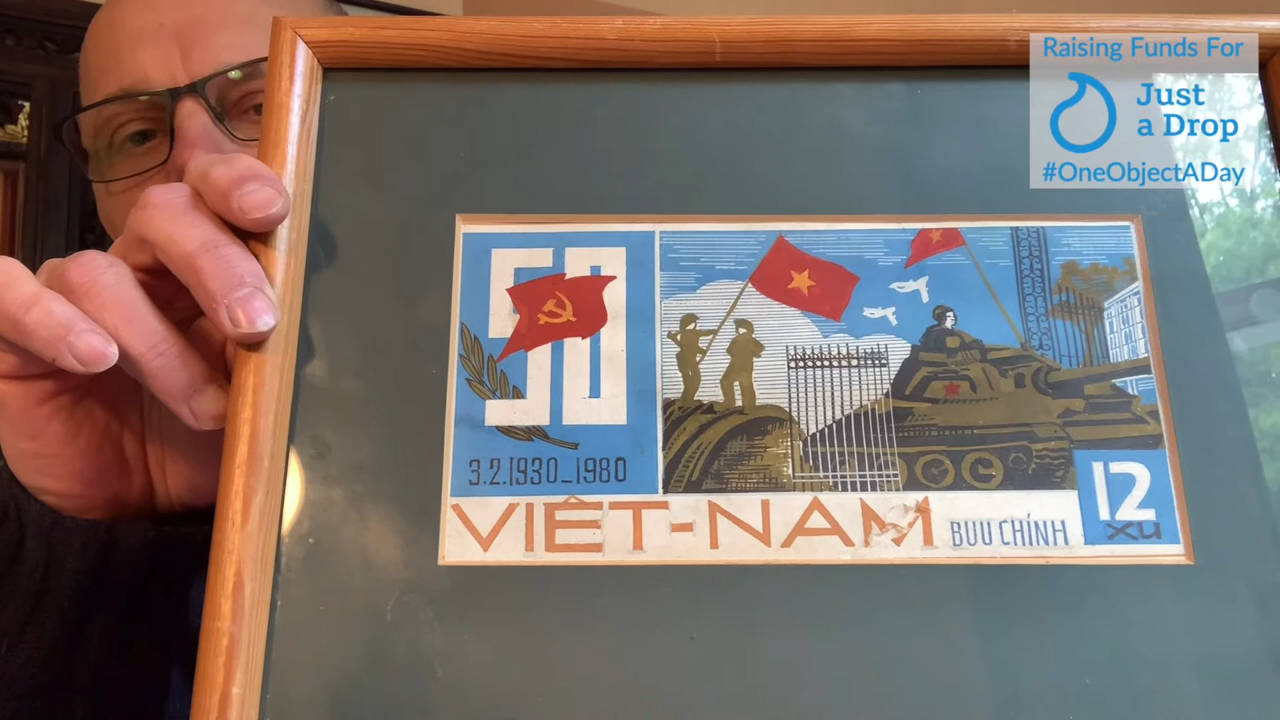 Raising Funds For
Just
a Drop
#OneObjectADay
50
3.2.1930_1980
12
xu
VIÊT-NAM
BUU CHÍNH